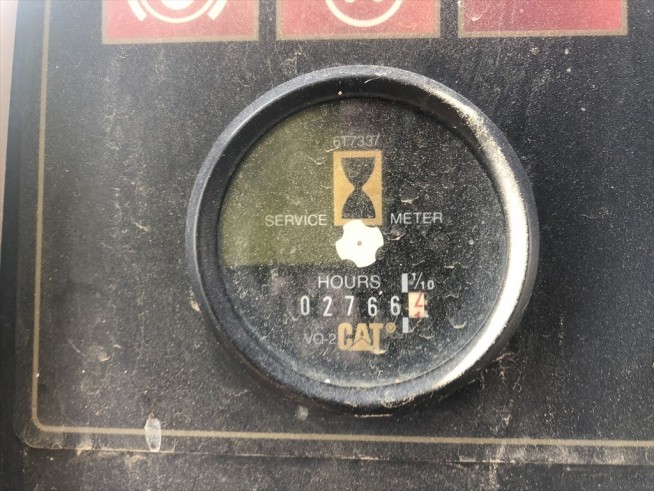 6T7337
SERVICE METER
HOURS 1/10
027664
VO-2 CAT®